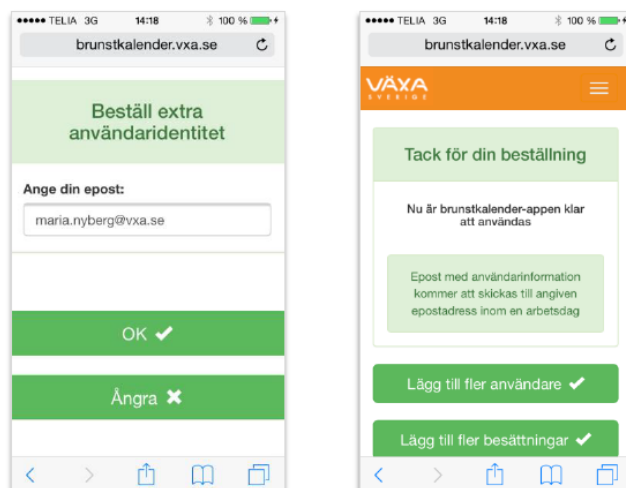 TELIA 3G 14:18 100 %
brunstkalender.vxa.se
Beställ extra
användaridentitet
Ange din epost:
maria.nyberg@vxa.se
OK
Ångra
TELIA 3G 14:18 100 %
brunstkalender.vxa.se
VÄXA
SVERIGE
Tack för din beställning
Nu är brunstkalender-appen klar
att användas
Epost med användarinformation
kommer att skickas till angiven
epostadress inom en arbetsdag
Lägg till fler användare
Lägg till fler besättningar